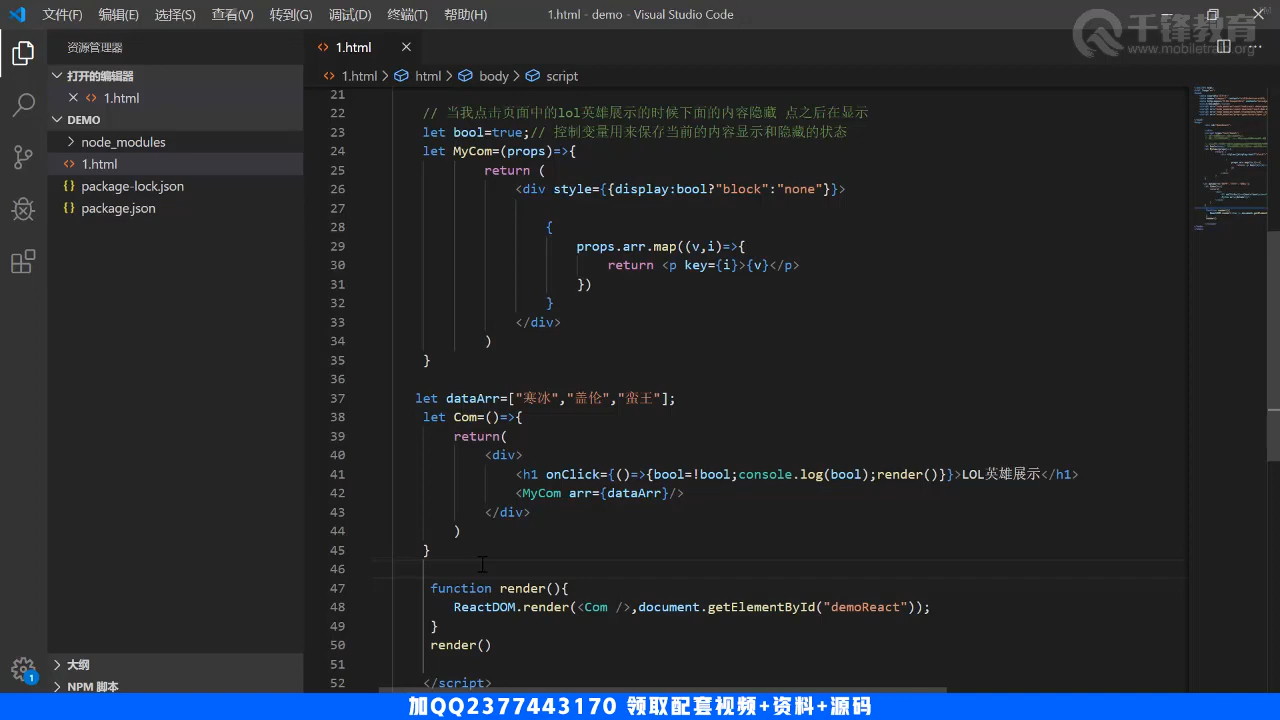 文件(F) 编辑(E) 选择(S) 查看(V) 转到(G) 调试(D) 终端(T) 帮助(H) 1.html - demo - Visual Studio Code
千锋教育
www.mobiletrain.org
资源管理器
1.html
1.html > html > body > script
打开的编辑器
1.html
DEMO
node_modules
1.html
package-lock.json
package.json
大纲
NPM 脚本
1
21
22 // 当我点击页面中的lol英雄展示的时候下面的内容隐藏 点之后在显示
23 let bool=true;// 控制变量用来保存当前的内容显示和隐藏的状态
24 let MyCom=(props)=>{
25 return (
26 <div style={{display:bool?"block":"none"}}>
27
28 {
29 props.arr.map((v,i)=>{
30 return <p key={i}>{v}</p>
31 })
32 }
33 </div>
34 )
35 }
36
37 let dataArr=["寒冰","盖伦","蛮王"];
38 let Com=()=>{
39 return(
40 <div>
41 <h1 onClick={()=>{bool=!bool;console.log(bool);render()}}>LOL英雄展示</h1>
42 <MyCom arr={dataArr}/>
43 </div>
44 )
45 }
46
47 function render(){
48 ReactDOM.render(<Com />,document.getElementById("demoReact"));
49 }
50 render()
51
52 </script>
加QQ2377443170 领取配套视频+资料+源码